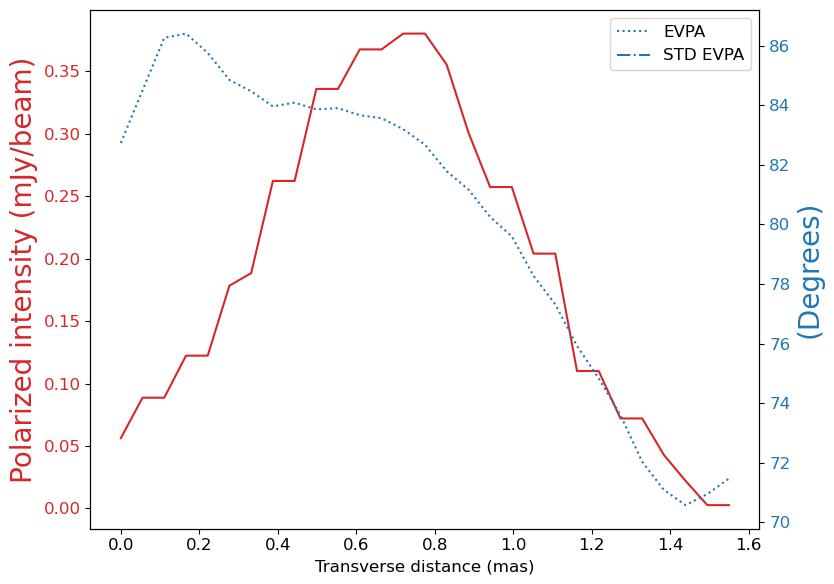 EVPA
STD EVPA
Polarized intensity (mJy/beam)
0.35
0.30
0.25
0.20
0.15
0.10
0.05
0.00
86
84
82
80
78
76
74
72
70
(Degrees)
0.0 0.2 0.4 0.6 0.8 1.0 1.2 1.4 1.6
Transverse distance (mas)